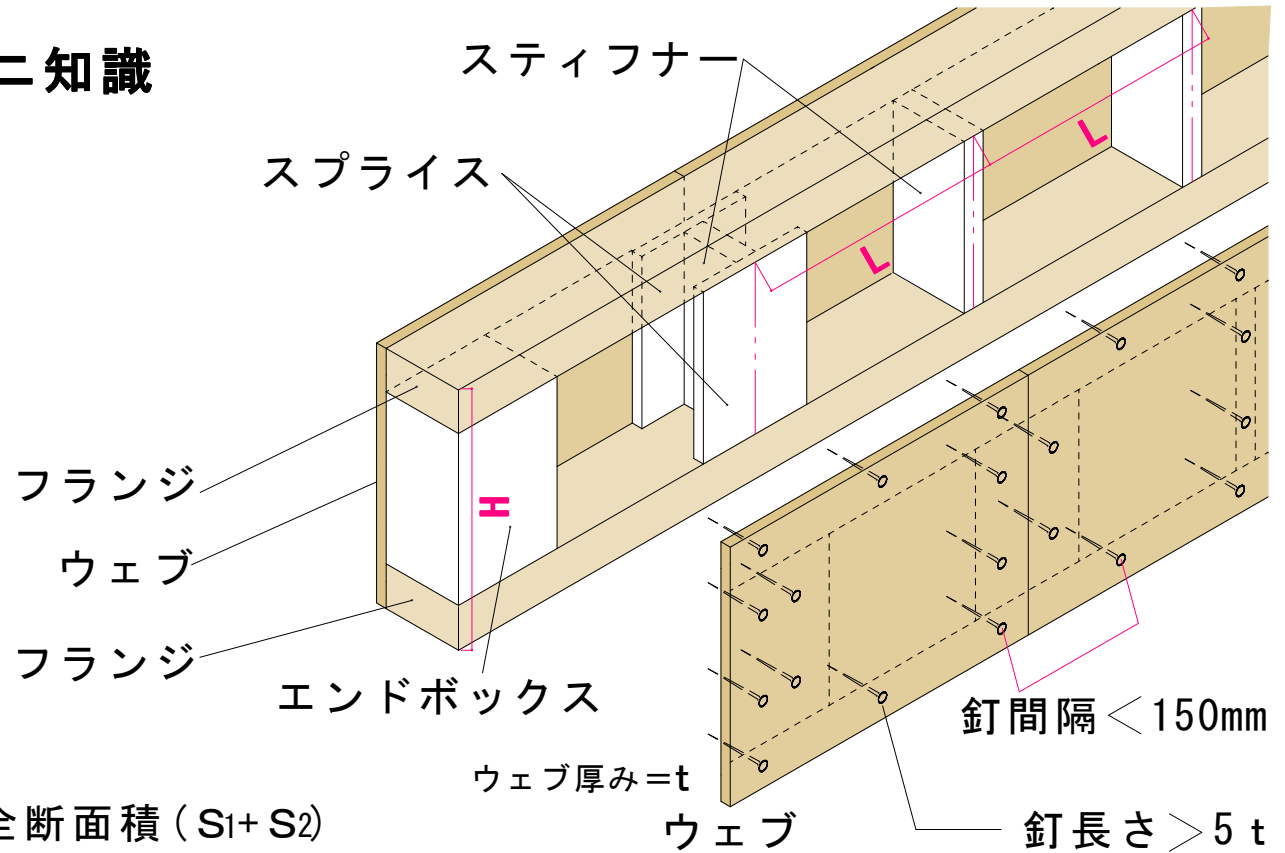 ニ知識
スティフナー
スプライス
L
L
フランジ
H
ウェブ
フランジ
エンドボックス
釘間隔＜150mm
ウェブ厚み＝t
全断面積（S1+S2）
ウェブ
釘長さ＞5t